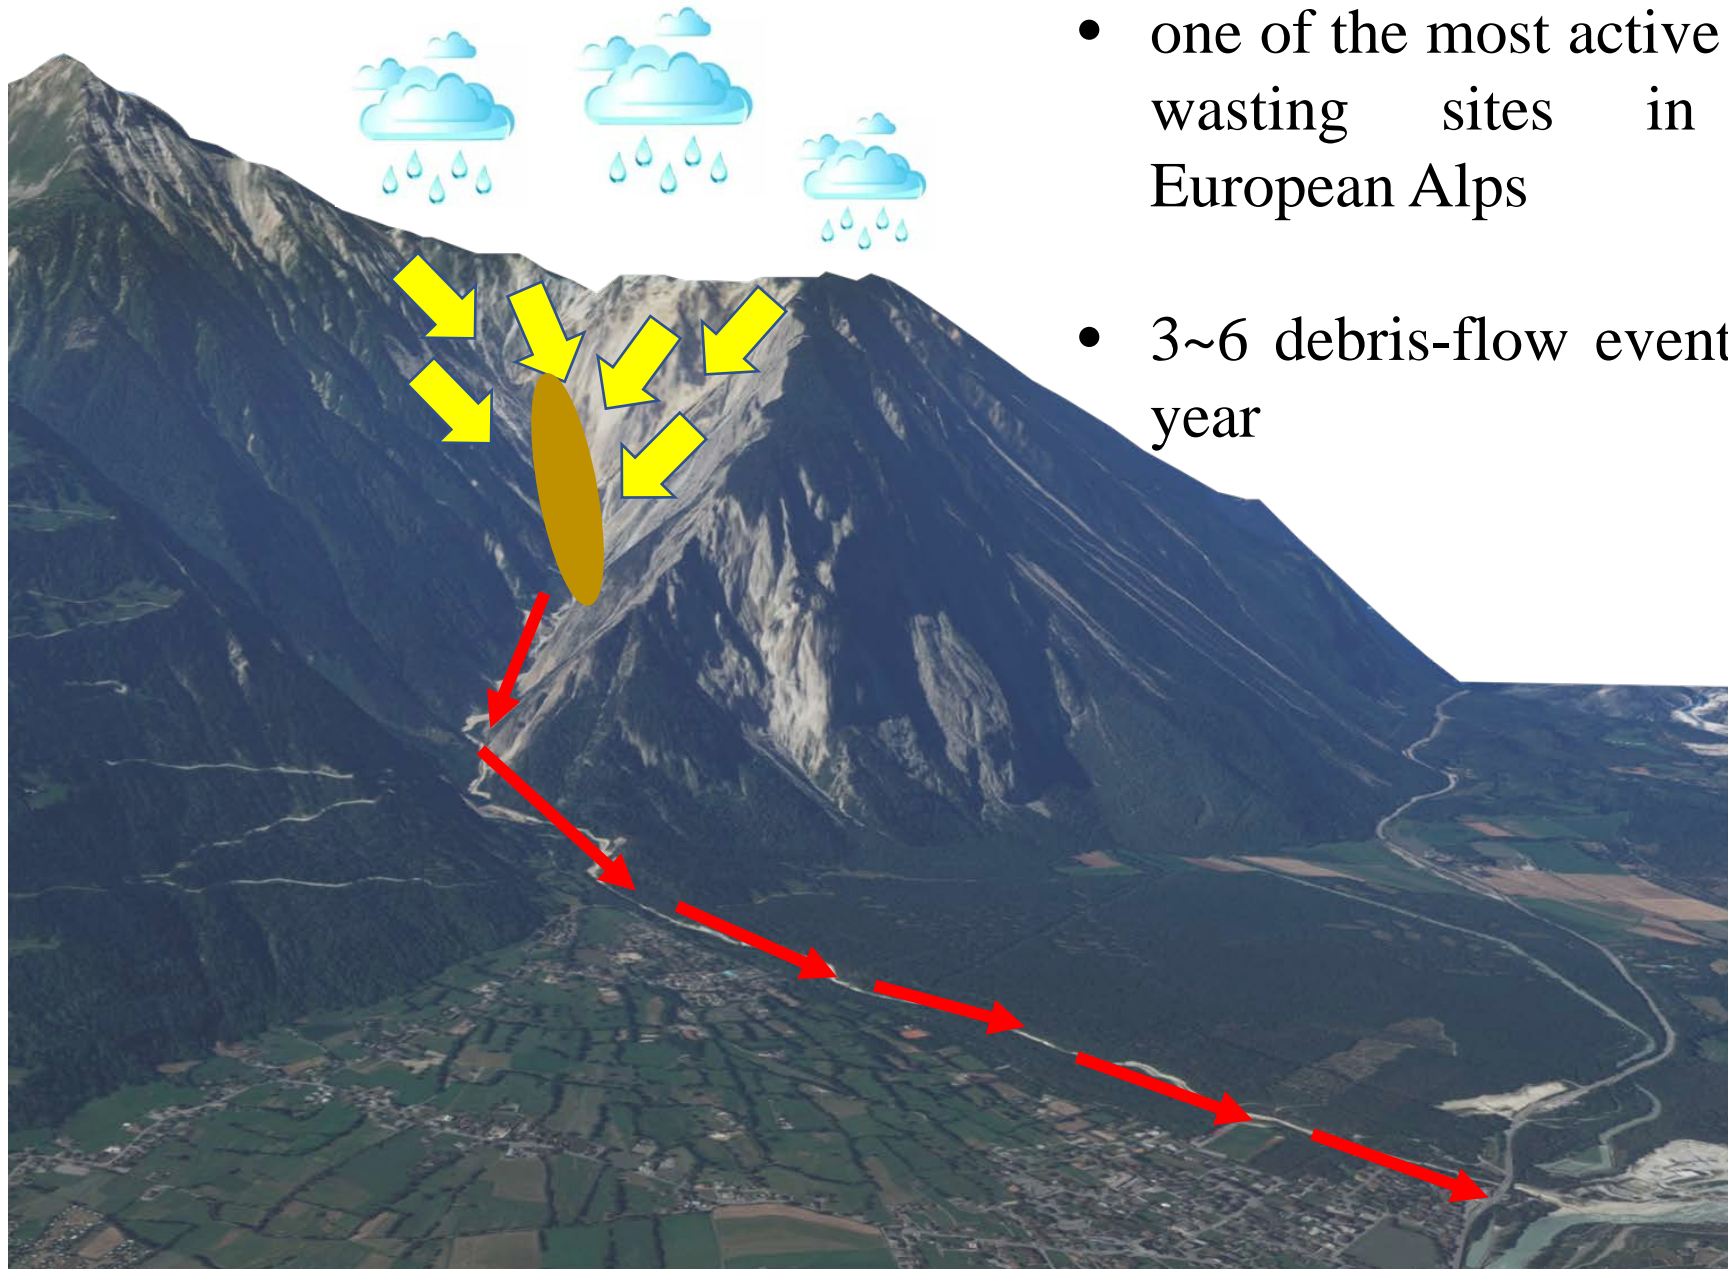 • one of the most active
wasting sites in
European Alps
• 3~6 debris-flow event
year